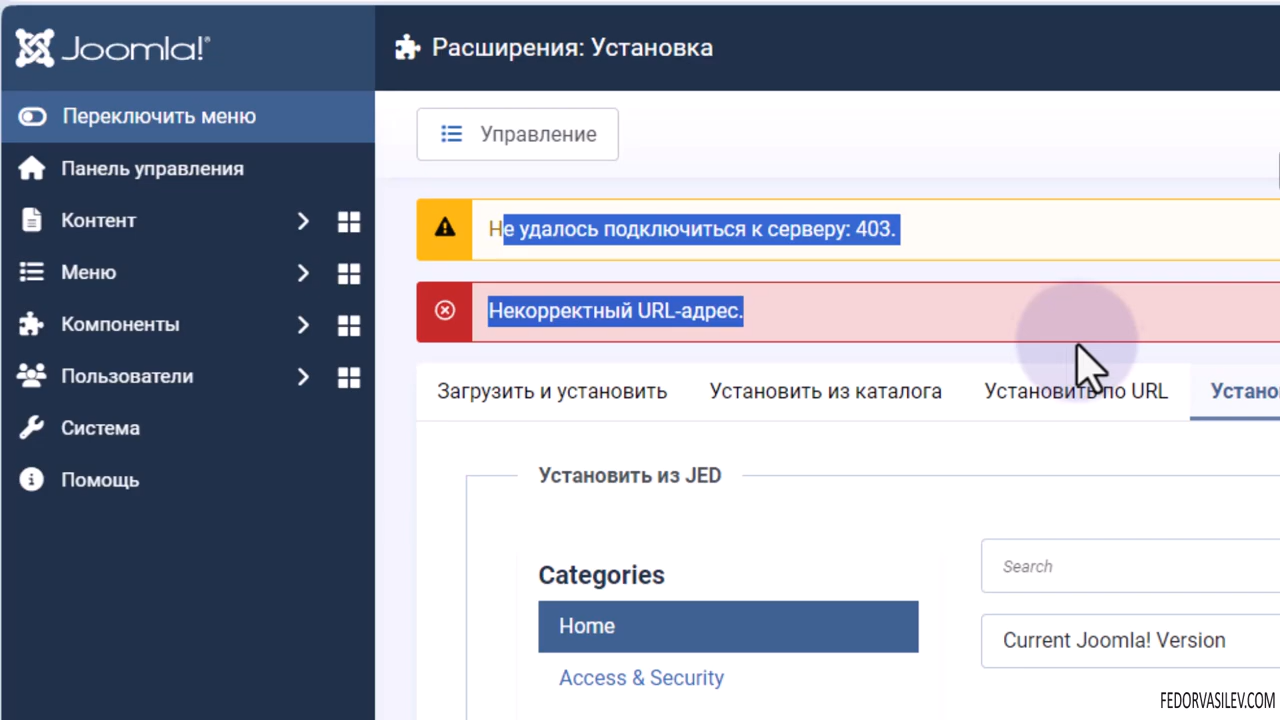 Joomla!®
Расширения: Установка
Переключить меню
Панель управления
Контент
Меню
Компоненты
Пользователи
Система
Помощь
Управление
Не удалось подключиться к серверу: 403.
Некорректный URL-адрес.
Загрузить и установить
Установить из каталога
Установить по URL
Устано
Установить из JED
Categories
Home
Access & Security
Search
Current Joomla! Version
FEDORVASILEV.COM